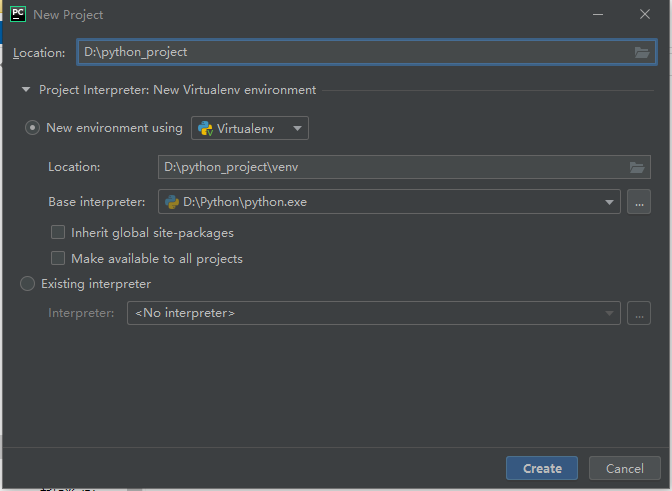 PC New Project
Location: D:\python_project
Project Interpreter: New Virtualenv environment
New environment using Virtualenv
Location: D:\python_project\venv
Base interpreter: D:\Python\python.exe ...
Inherit global site-packages
Make available to all projects
Existing interpreter
Interpreter: <No interpreter> ...
Create Cancel